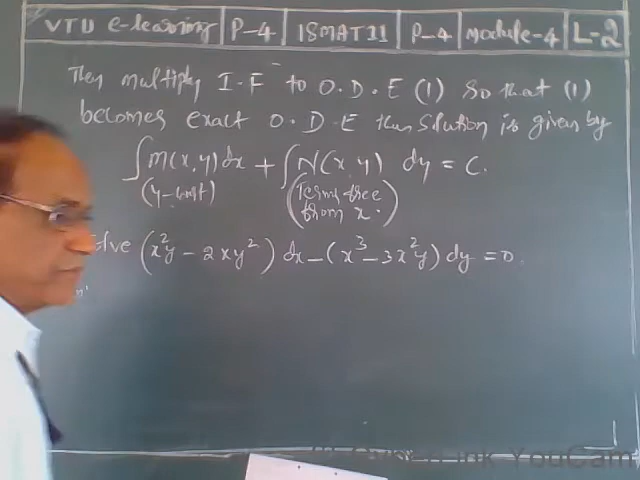 VTU e-learning P-4 18MAT11 P-4 Module-4 L-2
Then multiply I.F to O.D.E (1) So that (1)
becomes exact O.D.E then solution is given by
∫M(x,y)dx + ∫N(x,y) dy = C.
(y-const) (Terms free
from x.)
olve (x²y - 2xy²) dx - (x³ - 3x²y) dy = 0.
YouCam